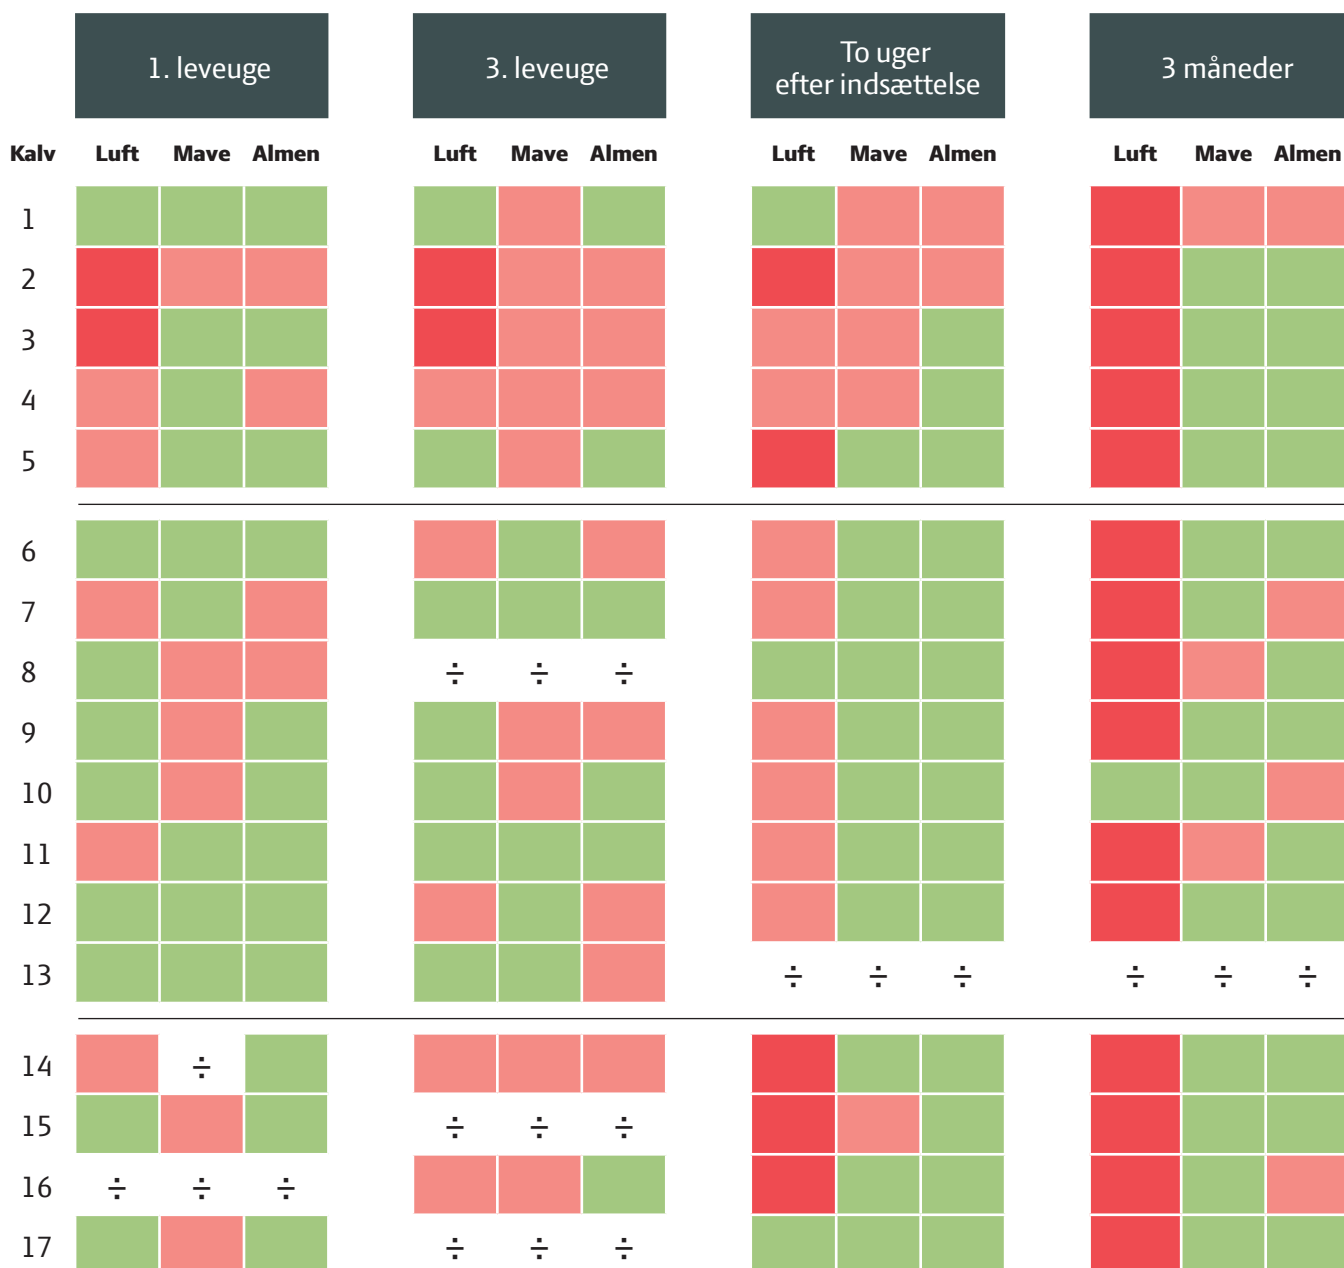 1. leveuge
3. leveuge
To uger
efter indsættelse
3 måneder
Kalv Luft Mave Almen Luft Mave Almen Luft Mave Almen Luft Mave Almen
1
2
3
4
5
6
7
8 ÷ ÷ ÷
9
10
11
12
13 ÷ ÷ ÷ ÷ ÷ ÷
14 ÷
15 ÷ ÷ ÷
16 ÷ ÷ ÷
17 ÷ ÷ ÷